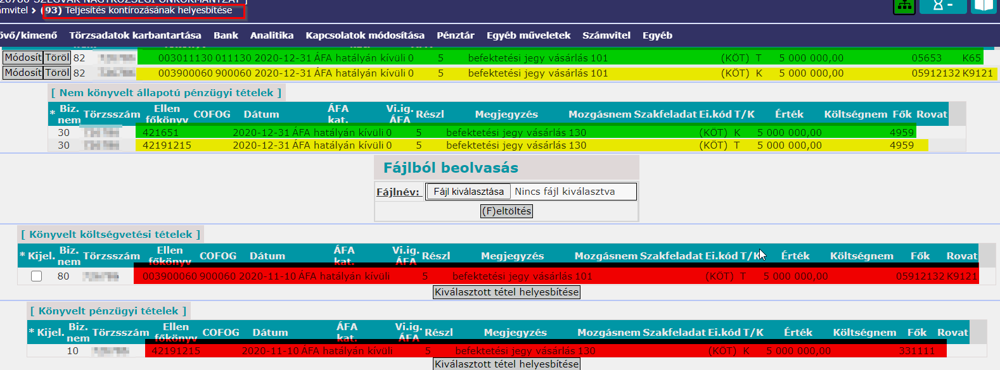 mvitel > (93) Teljesítés kontírozásának helyesbítése
övő/kimenő Törzsadatok karbantartása Bank Analitika Kapcsolatok módosítása Pénztár Egyéb műveletek Számvitel Egyéb
Módosít Töröl 82 003011130 011130 2020-12-31 ÁFA hatályán kívüli 0 5 befektetési jegy vásárlás 101 (KÖT) T 5 000 000,00 05653 K65
Módosít Töröl 82 003900060 900060 2020-12-31 ÁFA hatályán kívüli 0 5 befektetési jegy vásárlás 101 (KÖT) K 5 000 000,00 05912132 K9121
[ Nem könyvelt állapotú pénzügyi tételek ]
* Biz. nem Törzsszám Ellen főkönyv COFOG Dátum ÁFA kat. Vi.ig. ÁFA Részl Megjegyzés Mozgásnem Szakfeladat Ei.kód T/K Érték Költségnem Fők Rovat
30 421651 2020-12-31 ÁFA hatályán kívüli 0 5 befektetési jegy vásárlás 130 (KÖT) K 5 000 000,00 4959
30 42191215 2020-12-31 ÁFA hatályán kívüli 0 5 befektetési jegy vásárlás 130 (KÖT) T 5 000 000,00 4959
Fájlból beolvasás
Fájlnév: Fájl kiválasztása Nincs fájl kiválasztva
(F)eltöltés
[ Könyvelt költségvetési tételek ]
* Kijel. Biz. nem Törzsszám Ellen főkönyv COFOG Dátum ÁFA kat. Vi.ig. ÁFA Részl Megjegyzés Mozgásnem Szakfeladat Ei.kód T/K Érték Költségnem Fők Rovat
80 003900060 900060 2020-11-10 ÁFA hatályán kívüli 5 befektetési jegy vásárlás 101 (KÖT) T 5 000 000,00 05912132 K9121
Kiválasztott tétel helyesbítése
[ Könyvelt pénzügyi tételek ]
* Kijel. Biz. nem Törzsszám Ellen főkönyv COFOG Dátum ÁFA kat. Vi.ig. ÁFA Részl Megjegyzés Mozgásnem Szakfeladat Ei.kód T/K Érték Költségnem Fők Rovat
10 42191215 2020-11-10 ÁFA hatályán kívüli 5 befektetési jegy vásárlás 130 (KÖT) K 5 000 000,00 331111
Kiválasztott tétel helyesbítése